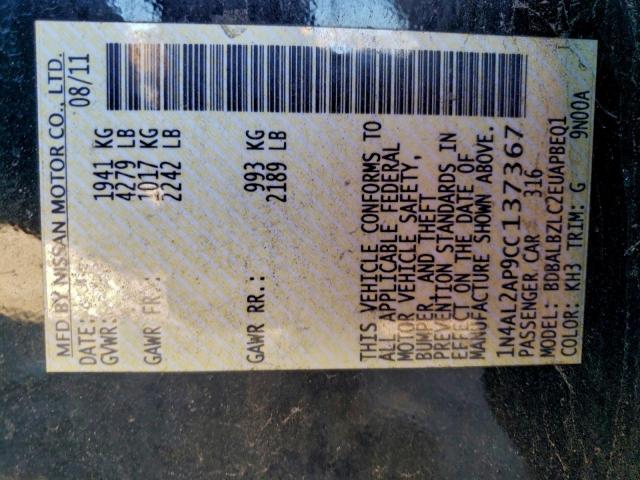 MFD BY NISSAN MOTOR CO., LTD.
DATE: 08/11
GVWR: 1941 KG
4279 LB
GAWR FR.: 1017 KG
2242 LB
GAWR RR.: 993 KG
2189 LB
THIS VEHICLE CONFORMS TO
ALL APPLICABLE FEDERAL
MOTOR VEHICLE SAFETY,
BUMPER, AND THEFT
PREVENTION STANDARDS IN
EFFECT ON THE DATE OF
MANUFACTURE SHOWN ABOVE.
1N4AL2AP9CC137367
PASSENGER CAR 316
MODEL: BDBALBZLC2EUAPBEQ1
COLOR: KH3 TRIM: G 9N00A